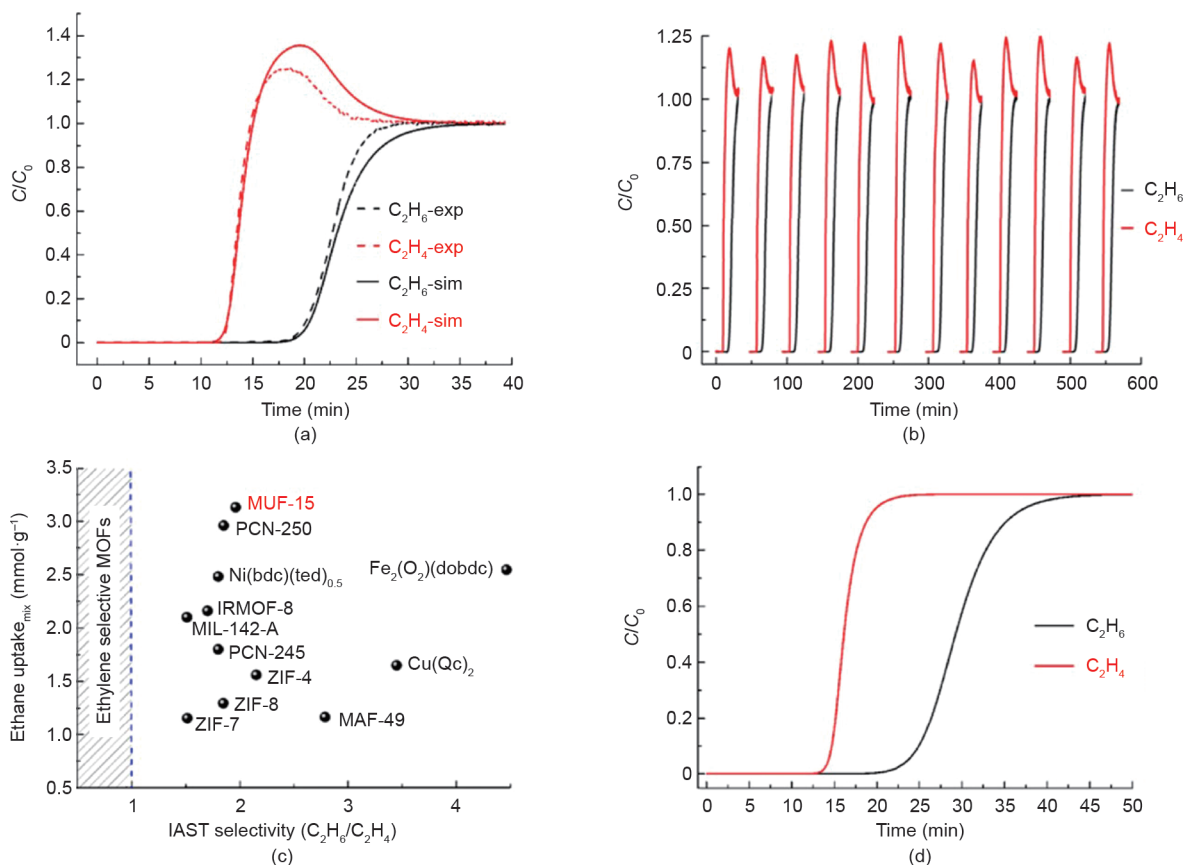 1.4
1.2
1.0
0.8
0.6
0.4
0.2
0
C/C₀
C₂H₆-exp
C₂H₄-exp
C₂H₆-sim
C₂H₄-sim
0 5 10 15 20 25 30 35 40
Time (min)
(a)
1.25
1.00
0.75
0.50
0.25
0
C/C₀
C₂H₆
C₂H₄
0 100 200 300 400 500 600
Time (min)
(b)
3.5
3.0
2.5
2.0
1.5
1.0
0.5
Ethane uptakeₘᵢₓ (mmol·g⁻¹)
Ethylene selective MOFs
MUF-15
PCN-250
Ni(bdc)(ted)₀.₅
Fe₂(O₂)(dobdc)
IRMOF-8
MIL-142-A
PCN-245
Cu(Qc)₂
ZIF-4
ZIF-8
ZIF-7
MAF-49
1 2 3 4
IAST selectivity (C₂H₆/C₂H₄)
(c)
1.0
0.8
0.6
0.4
0.2
0
C/C₀
C₂H₆
C₂H₄
0 5 10 15 20 25 30 35 40 45 50
Time (min)
(d)